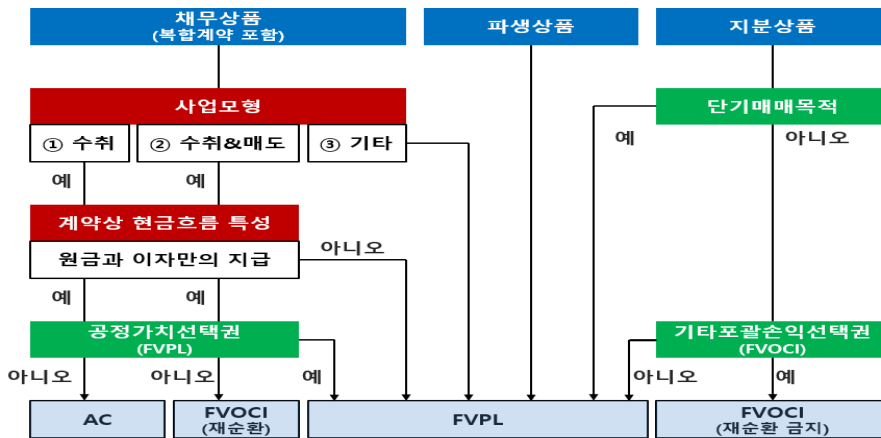 채무상품
(복합계약 포함)
파생상품
지분상품
사업모형
단기매매목적
① 수취
② 수취&매도
③ 기타
예
아니오
예
예
계약상 현금흐름 특성
원금과 이자만의 지급
아니오
예
예
공정가치선택권
(FVPL)
기타포괄손익선택권
(FVOCI)
아니오
아니오
예
아니오
예
AC
FVOCI
(재순환)
FVPL
FVOCI
(재순환 금지)